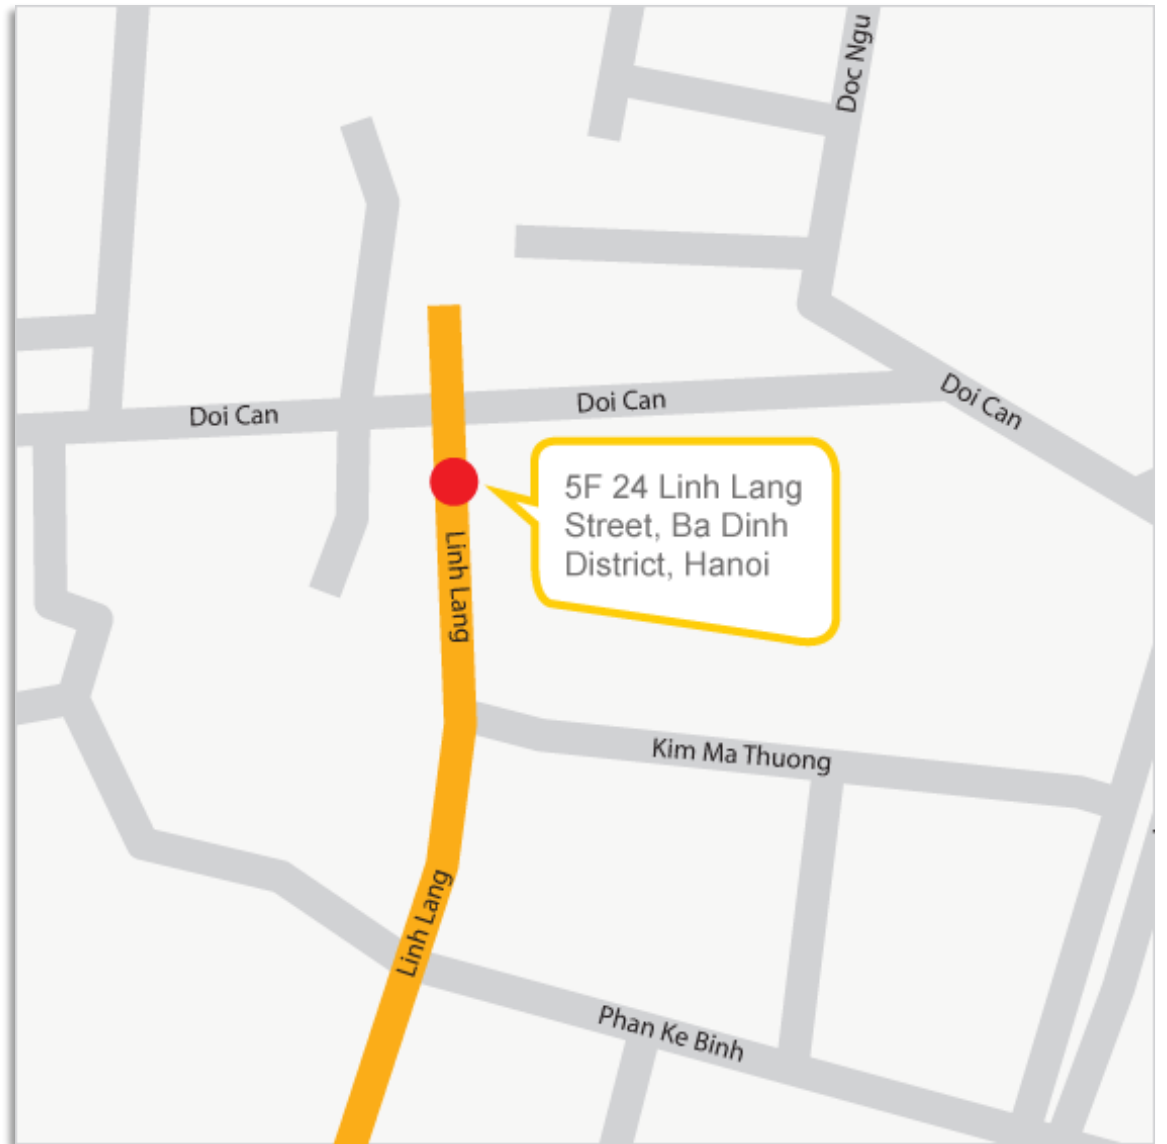 Doc Ngu
Doi Can
Doi Can
Doi Can
5F 24 Linh Lang
Street, Ba Dinh
District, Hanoi
Linh Lang
Kim Ma Thuong
Linh Lang
Phan Ke Binh